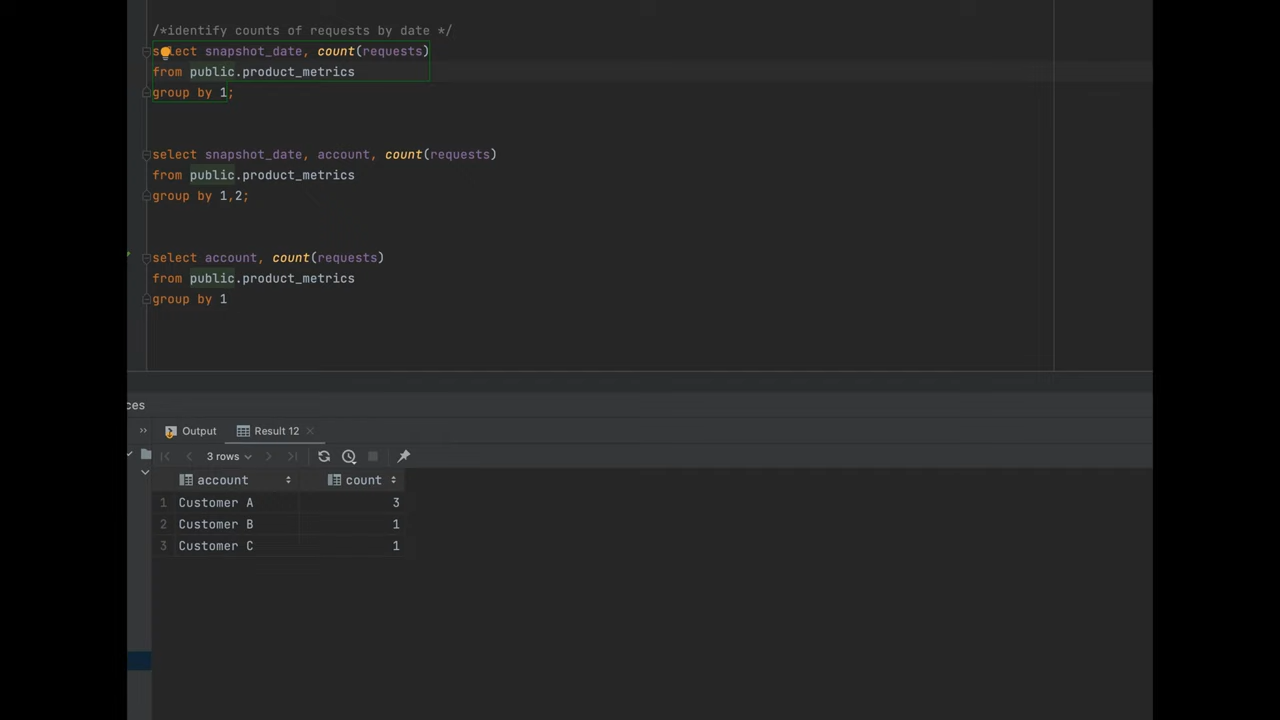 /*identify counts of requests by date */
select snapshot_date, count(requests)
from public.product_metrics
group by 1;
select snapshot_date, account, count(requests)
from public.product_metrics
group by 1,2;
select account, count(requests)
from public.product_metrics
group by 1
ces
Output Result 12
3 rows
account count
1 Customer A 3
2 Customer B 1
3 Customer C 1